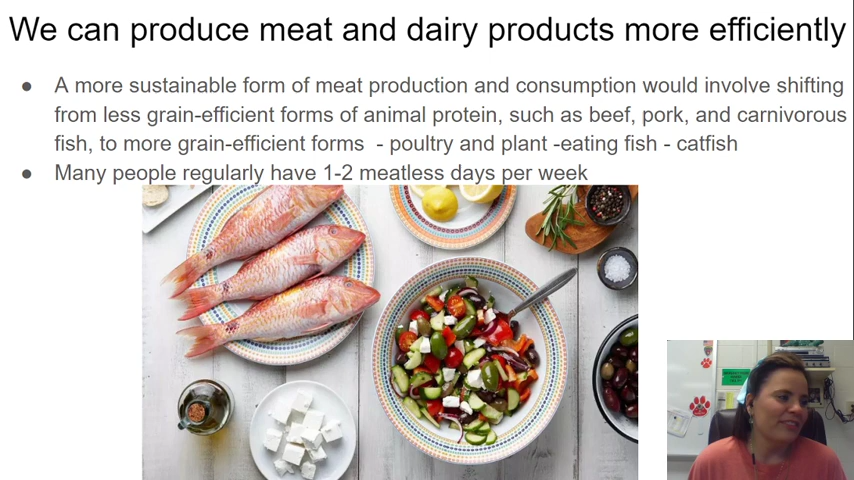 We can produce meat and dairy products more efficiently
● A more sustainable form of meat production and consumption would involve shifting
from less grain-efficient forms of animal protein, such as beef, pork, and carnivorous
fish, to more grain-efficient forms  - poultry and plant -eating fish - catfish
● Many people regularly have 1-2 meatless days per week